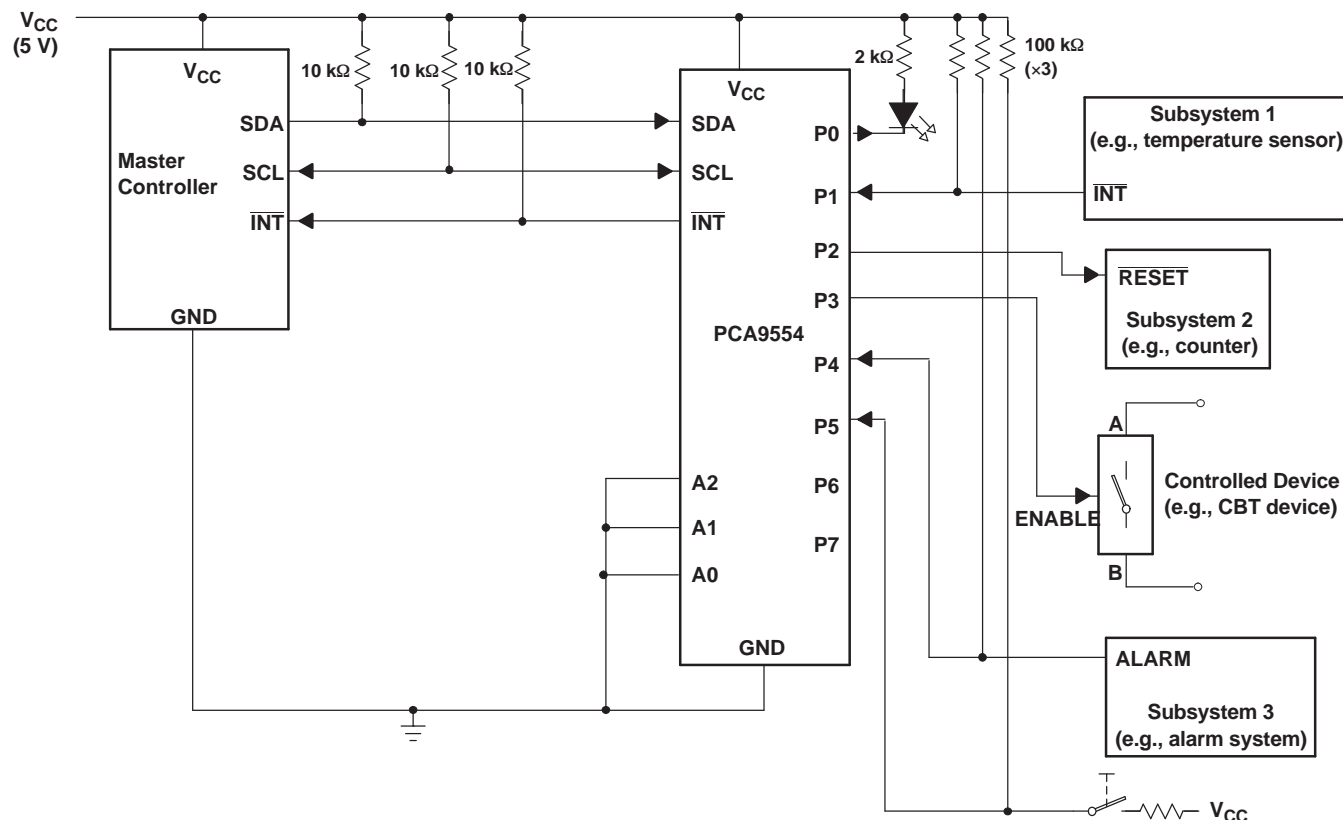 VCC
(5 V)
VCC
10 kΩ
10 kΩ
10 kΩ
2 kΩ
100 kΩ
(×3)
SDA
Master
Controller
SCL
INT
GND
VCC
SDA
SCL
INT
PCA9554
A2
A1
A0
GND
P0
P1
P2
P3
P4
P5
P6
P7
Subsystem 1
(e.g., temperature sensor)
INT
RESET
Subsystem 2
(e.g., counter)
A
Controlled Device
(e.g., CBT device)
ENABLE
B
ALARM
Subsystem 3
(e.g., alarm system)
VCC